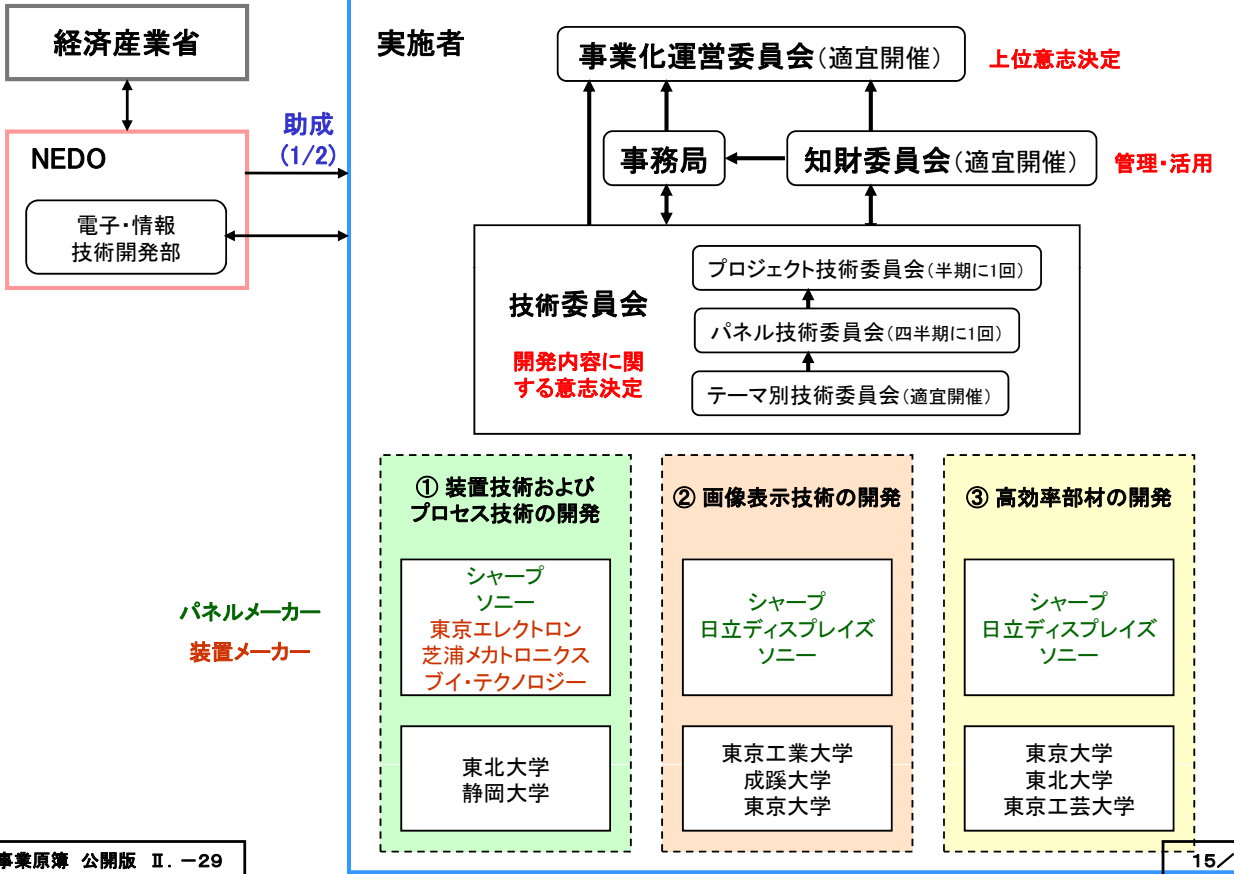 経済産業省
NEDO
電子・情報
技術開発部
助成
(1/2)
実施者
事業化運営委員会(適宜開催)
上位意志決定
事務局
知財委員会(適宜開催)
管理・活用
技術委員会
開発内容に関
する意志決定
プロジェクト技術委員会(半期に1回)
パネル技術委員会(四半期に1回)
テーマ別技術委員会(適宜開催)
パネルメーカー
装置メーカー
① 装置技術および
プロセス技術の開発
シャープ
ソニー
東京エレクトロン
芝浦メカトロニクス
ブイ・テクノロジー
東北大学
静岡大学
② 画像表示技術の開発
シャープ
日立ディスプレイズ
ソニー
東京工業大学
成蹊大学
東京大学
③ 高効率部材の開発
シャープ
日立ディスプレイズ
ソニー
東京大学
東北大学
東京工芸大学
事業原簿 公開版 Ⅱ.-29
15/